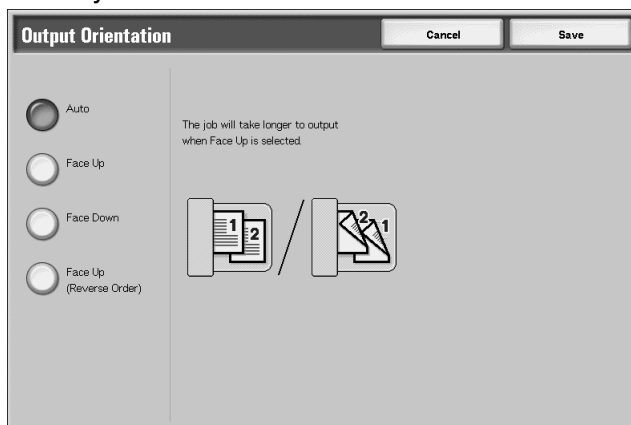 Output Orientation
Cancel
Save
Auto
Face Up
Face Down
Face Up
(Reverse Order)
The job will take longer to output
when Face Up is selected.
1
2
2
1